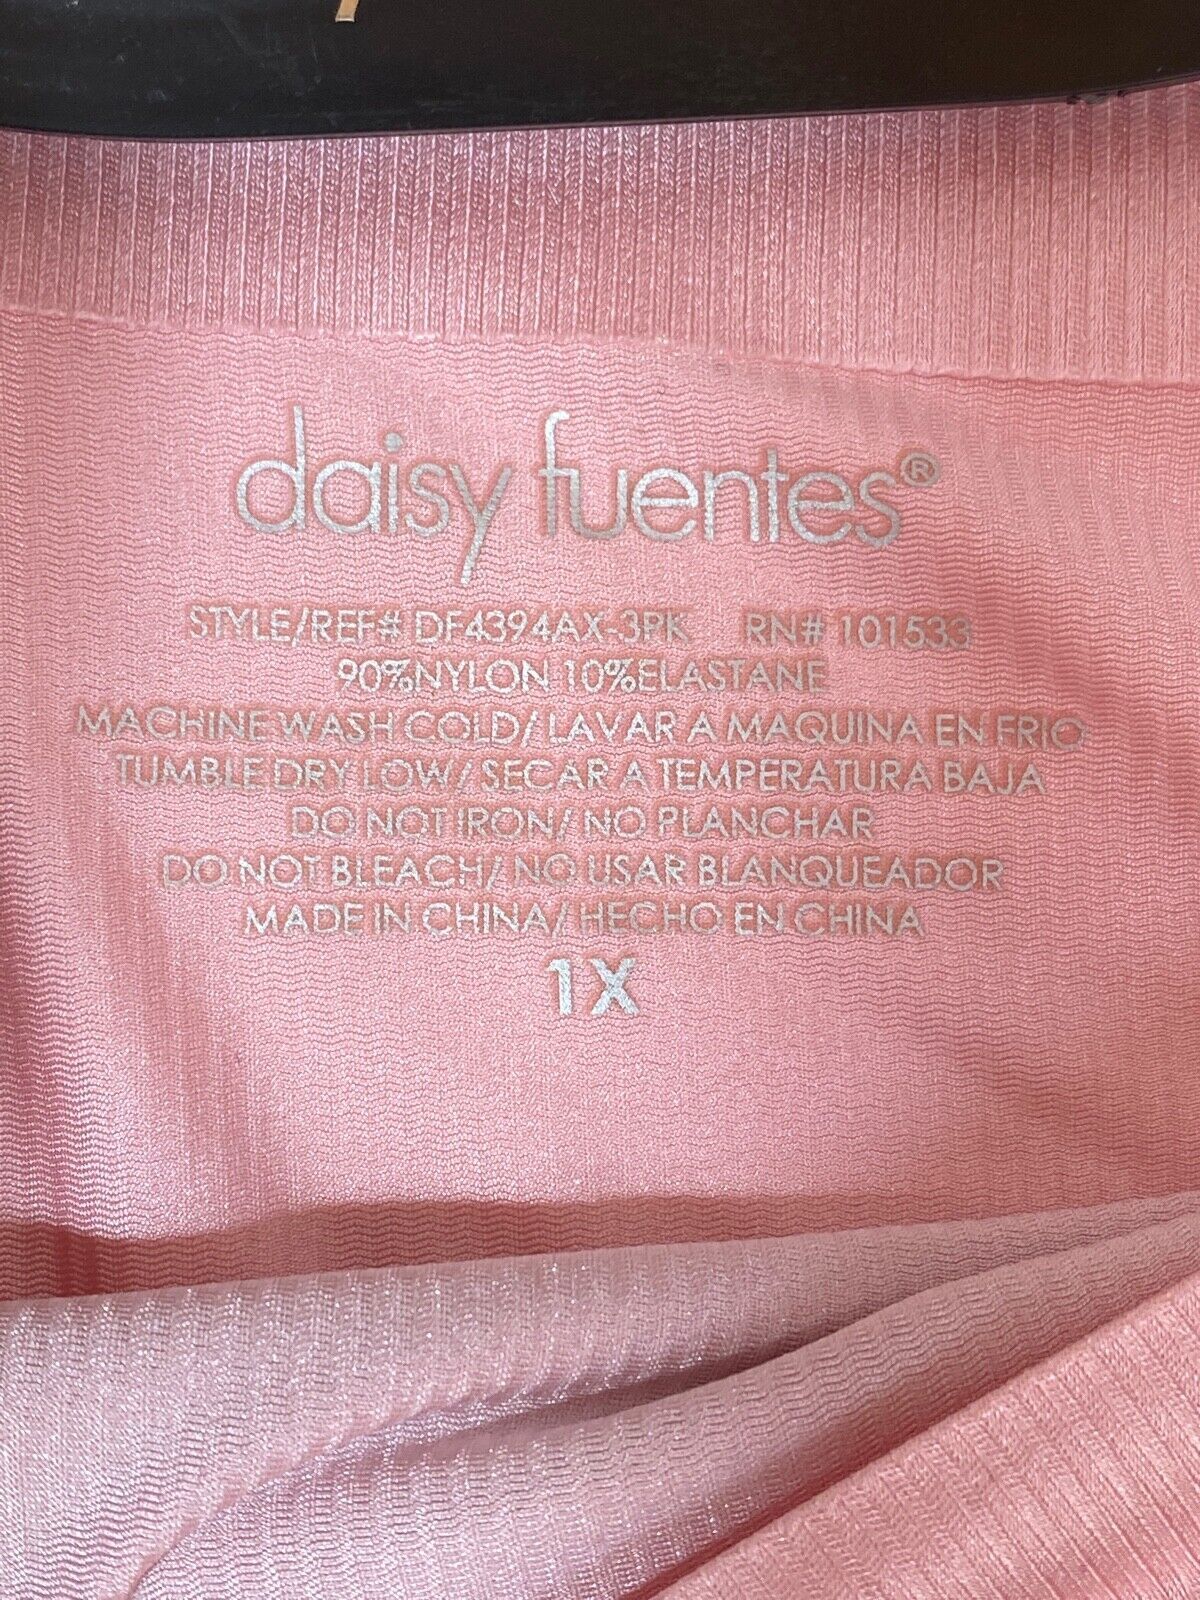 daisy fuentes®
STYLE/REF# DF4394AX-3PK RN# 101533
90%NYLON 10%ELASTANE
MACHINE WASH COLD/ LAVAR A MAQUINA EN FRIO
TUMBLE DRY LOW/ SECAR A TEMPERATURA BAJA
DO NOT IRON/ NO PLANCHAR
DO NOT BLEACH/ NO USAR BLANQUEADOR
MADE IN CHINA/ HECHO EN CHINA
1X